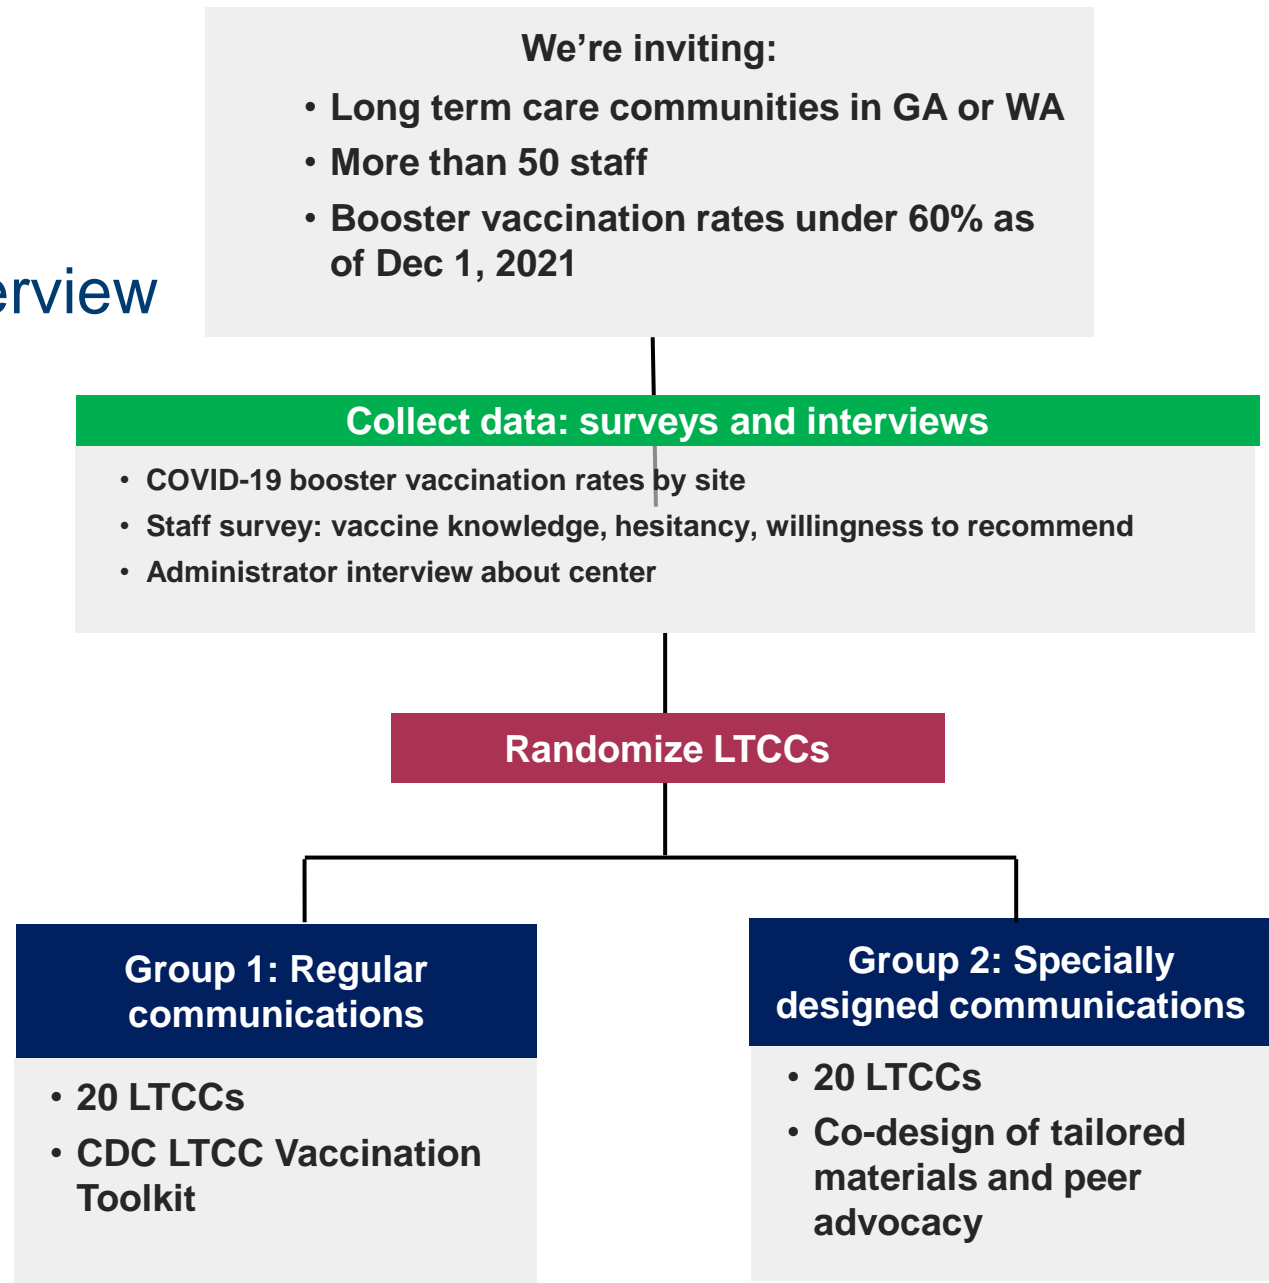 We’re inviting:
• Long term care communities in GA or WA
• More than 50 staff
• Booster vaccination rates under 60% as
of Dec 1, 2021
erview
Collect data: surveys and interviews
• COVID-19 booster vaccination rates by site
• Staff survey: vaccine knowledge, hesitancy, willingness to recommend
• Administrator interview about center
Randomize LTCCs
Group 1: Regular
communications
• 20 LTCCs
• CDC LTCC Vaccination
Toolkit
Group 2: Specially
designed communications
• 20 LTCCs
• Co-design of tailored
materials and peer
advocacy